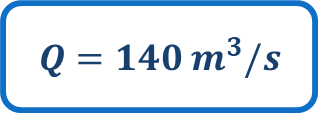 Q = 140 m³/s